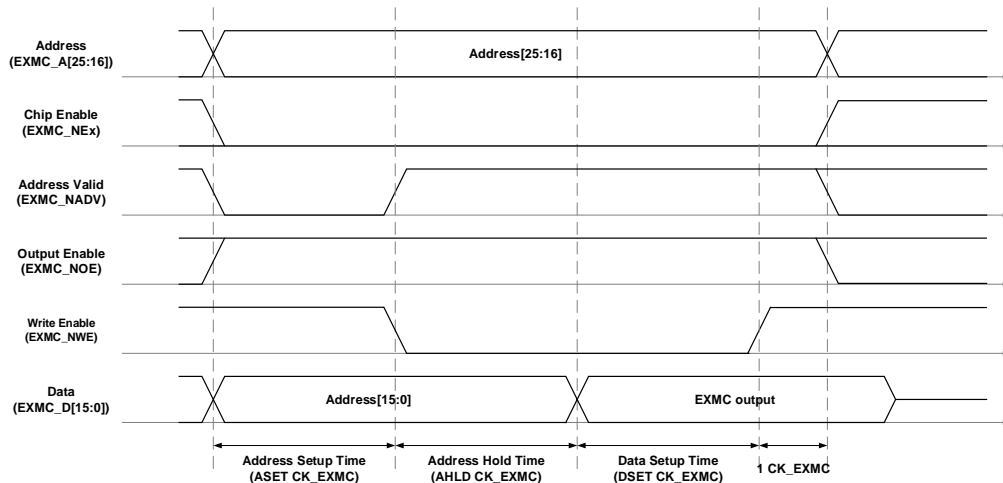 Address
(EXMC_A[25:16])
Address[25:16]
Chip Enable
(EXMC_NEx)
Address Valid
(EXMC_NADV)
Output Enable
(EXMC_NOE)
Write Enable
(EXMC_NWE)
Data
(EXMC_D[15:0])
Address[15:0]
EXMC output
Address Setup Time
(ASET CK_EXMC)
Address Hold Time
(AHLD CK_EXMC)
Data Setup Time
(DSET CK_EXMC)
1 CK_EXMC